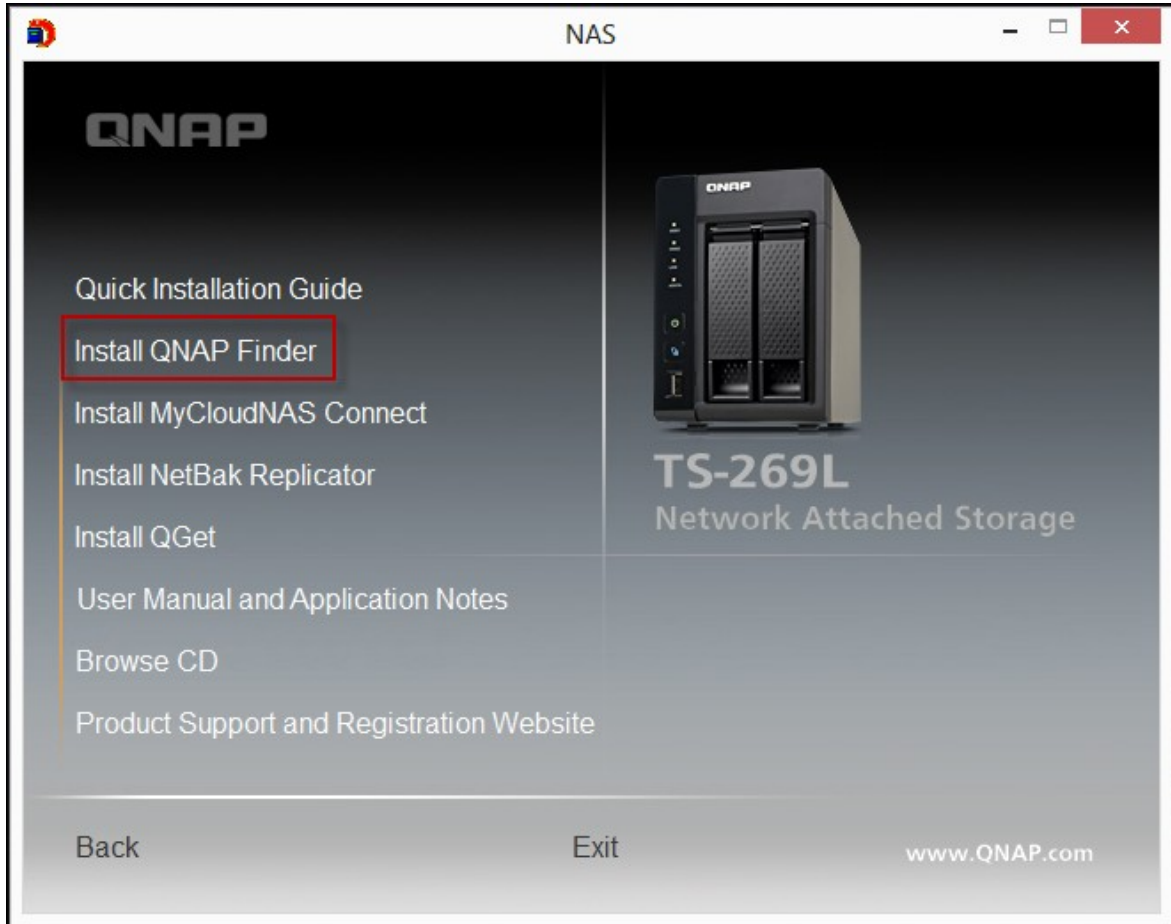 NAS
QNAP
QNAP
Quick Installation Guide
Install QNAP Finder
Install MyCloudNAS Connect
Install NetBak Replicator
Install QGet
User Manual and Application Notes
Browse CD
Product Support and Registration Website
TS-269L
Network Attached Storage
Back
Exit
www.QNAP.com